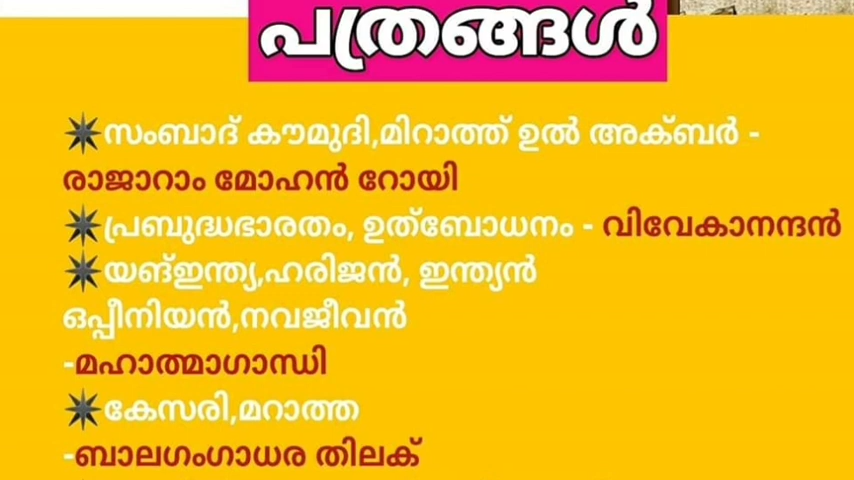 പത്രങ്ങൾ
സംബാദ് കൗമുദി,മിറാത്ത് ഉൽ അക്ബർ -
രാജാറാം മോഹൻ റോയി
പ്രബുദ്ധഭാരതം, ഉത്ബോധനം - വിവേകാനന്ദൻ
യങ്ഇന്ത്യ,ഹരിജൻ, ഇന്ത്യൻ
ഒപ്പീനിയൻ,നവജീവൻ
-മഹാത്മാഗാന്ധി
കേസരി,മറാത്ത
-ബാലഗംഗാധര തിലക്